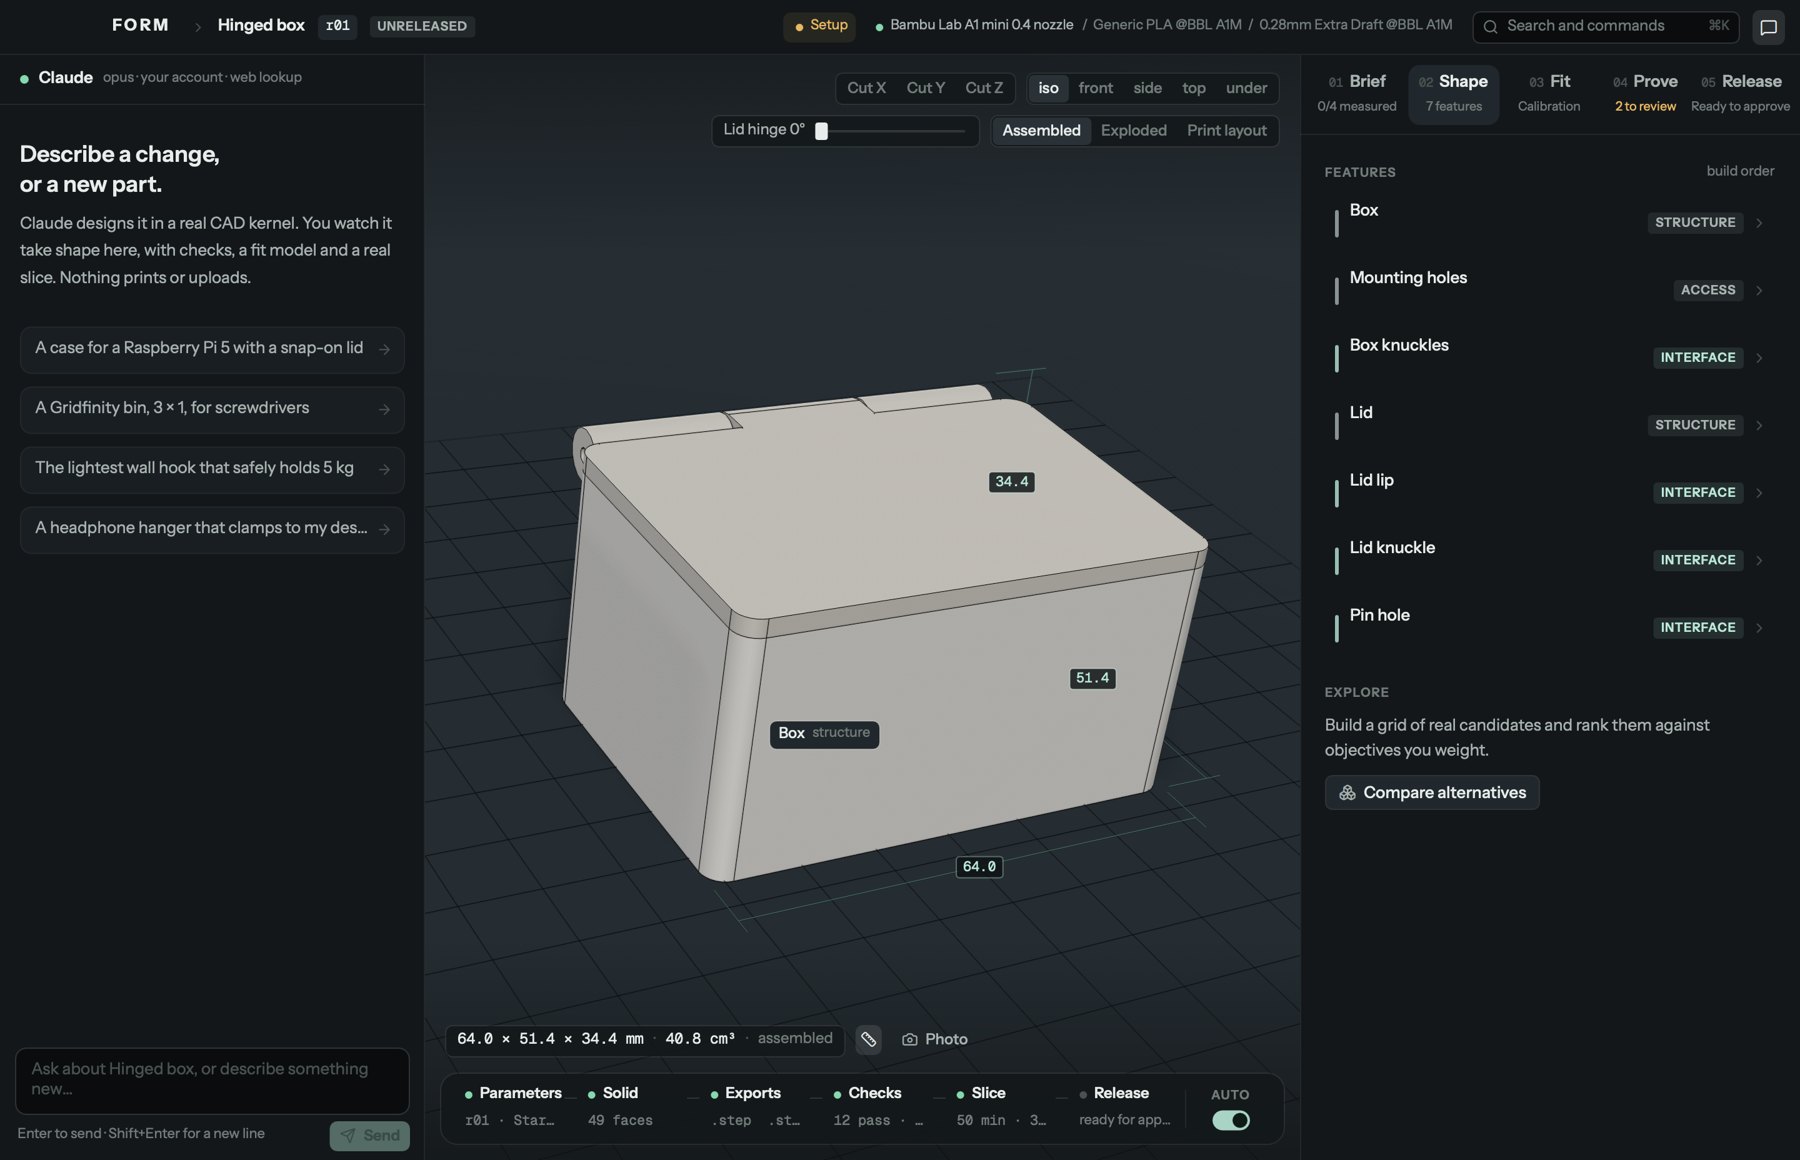 FORM › Hinged box r01 UNRELEASED
Setup
Bambu Lab A1 mini 0.4 nozzle / Generic PLA @BBL A1M / 0.28mm Extra Draft @BBL A1M
Search and commands ⌘K
Claude opus·your account·web lookup
Describe a change,
or a new part.
Claude designs it in a real CAD kernel. You watch it
take shape here, with checks, a fit model and a real
slice. Nothing prints or uploads.
A case for a Raspberry Pi 5 with a snap-on lid
A Gridfinity bin, 3 × 1, for screwdrivers
The lightest wall hook that safely holds 5 kg
A headphone hanger that clamps to my des...
Ask about Hinged box, or describe something
new...
Enter to send·Shift+Enter for a new line
Send
Cut X Cut Y Cut Z
iso front side top under
Lid hinge 0°
Assembled Exploded Print layout
34.4
51.4
Box structure
64.0
64.0 × 51.4 × 34.4 mm · 40.8 cm³ · assembled
Photo
Parameters
r01 · Star…
Solid
49 faces
Exports
.step .st…
Checks
12 pass · …
Slice
50 min · 3…
Release
ready for app...
AUTO
01 Brief
0/4 measured
02 Shape
7 features
03 Fit
Calibration
04 Prove
2 to review
05 Release
Ready to approve
FEATURES build order
Box STRUCTURE
Mounting holes ACCESS
Box knuckles INTERFACE
Lid STRUCTURE
Lid lip INTERFACE
Lid knuckle INTERFACE
Pin hole INTERFACE
EXPLORE
Build a grid of real candidates and rank them against
objectives you weight.
Compare alternatives